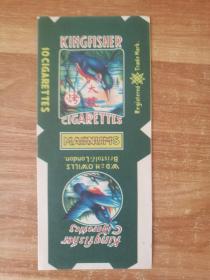 10 CIGARETTES
KINGFISHER
CIGARETTES
Registered Trade Mark.
MAGNUMS
W.D.& H.O.WILLS
Bristol & London.
Kingfisher
Cigarettes